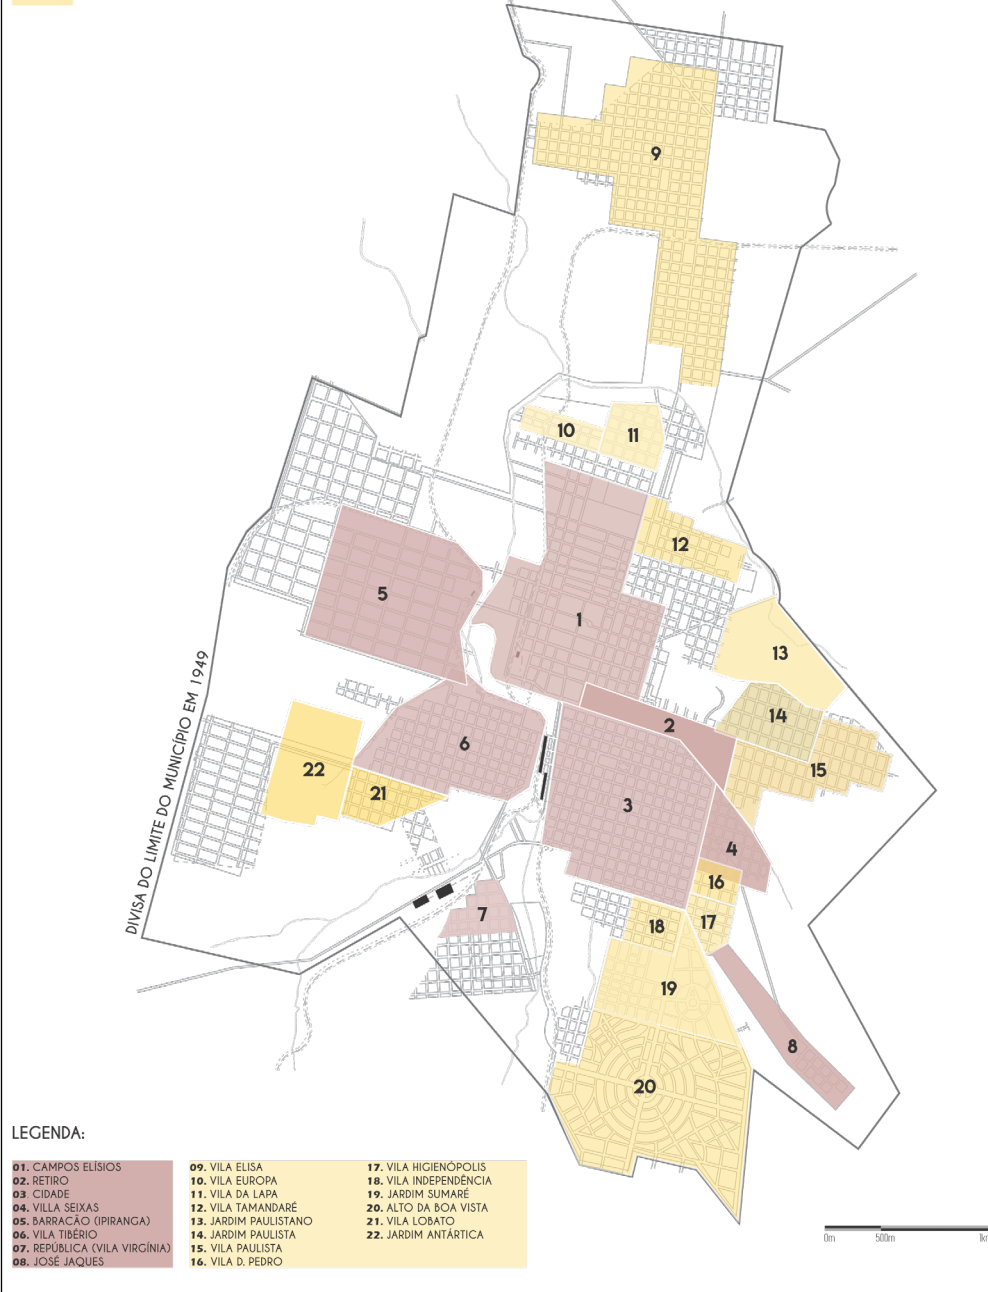 9
10
11
12
5
1
13
14
2
6
15
22
21
3
4
16
7
18
17
19
8
20
DIVISA DO LIMITE DO MUNICÍPIO EM 1949
LEGENDA:
01. CAMPOS ELÍSIOS
02. RETIRO
03. CIDADE
04. VILLA SEIXAS
05. BARRACÃO (IPIRANGA)
06. VILA TIBÉRIO
07. REPÚBLICA (VILA VIRGÍNIA)
08. JOSÉ JAQUES
09. VILA ELISA
10. VILA EUROPA
11. VILA DA LAPA
12. VILA TAMANDARÉ
13. JARDIM PAULISTANO
14. JARDIM PAULISTA
15. VILA PAULISTA
16. VILA D. PEDRO
17. VILA HIGIENÓPOLIS
18. VILA INDEPENDÊNCIA
19. JARDIM SUMARÉ
20. ALTO DA BOA VISTA
21. VILA LOBATO
22. JARDIM ANTÁRTICA
0m 500m